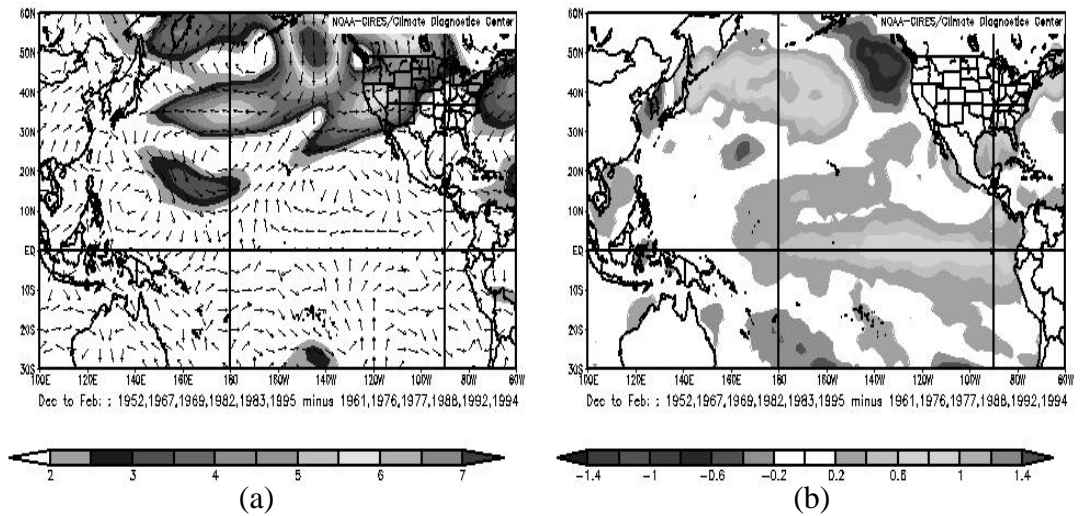 NOAA-CIRES/Climate Diagnostics Center
60N
50N
40N
30N
20N
10N
EQ
10S
20S
30S
100E 120E 140E 160E 180 160W 140W 120W 100W 80W 60W
Dec to Feb: : 1952,1967,1969,1982,1983,1995 minus 1961,1976,1977,1988,1992,1994
2 3 4 5 6 7
(a)
NOAA-CIRES/Climate Diagnostics Center
60N
50N
40N
30N
20N
10N
EQ
10S
20S
30S
100E 120E 140E 160E 180 160W 140W 120W 100W 80W 60W
Dec to Feb: : 1952,1967,1969,1982,1983,1995 minus 1961,1976,1977,1988,1992,1994
-1.4 -1 -0.6 -0.2 0.2 0.6 1 1.4
(b)